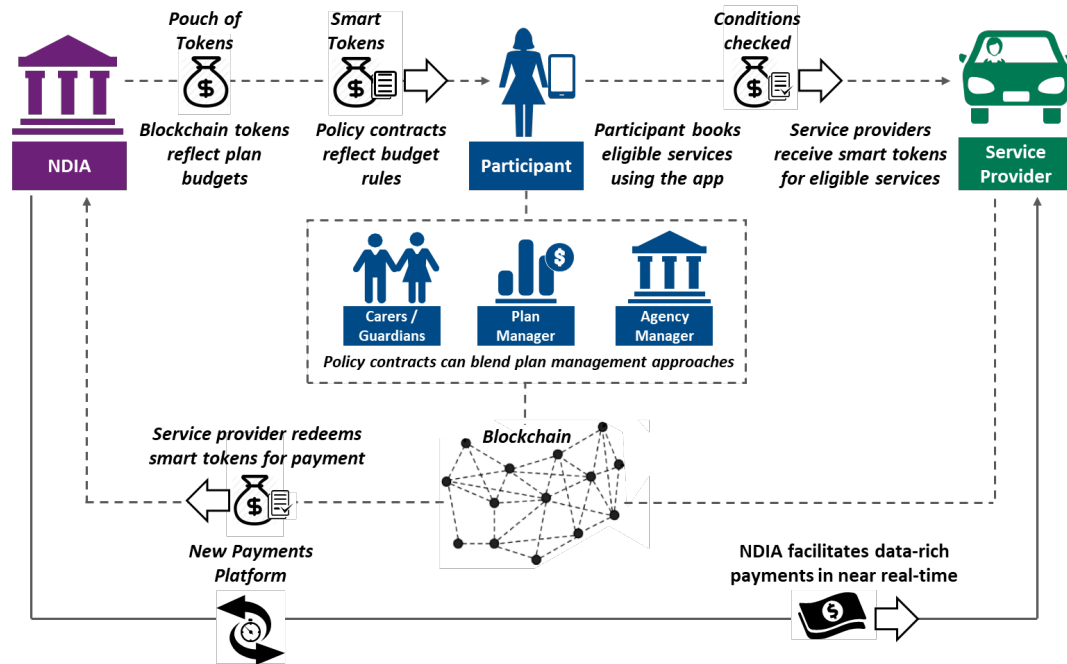 Pouch of
Tokens
Smart
Tokens
Conditions
checked
$
$
$
NDIA
Blockchain tokens
reflect plan
budgets
Policy contracts
reflect budget
rules
Participant
Participant books
eligible services
using the app
Service providers
receive smart tokens
for eligible services
Service
Provider
$
Carers /
Guardians
Plan
Manager
Agency
Manager
Policy contracts can blend plan management approaches
Service provider redeems
smart tokens for payment
Blockchain
$
New Payments
Platform
NDIA facilitates data-rich
payments in near real-time
$